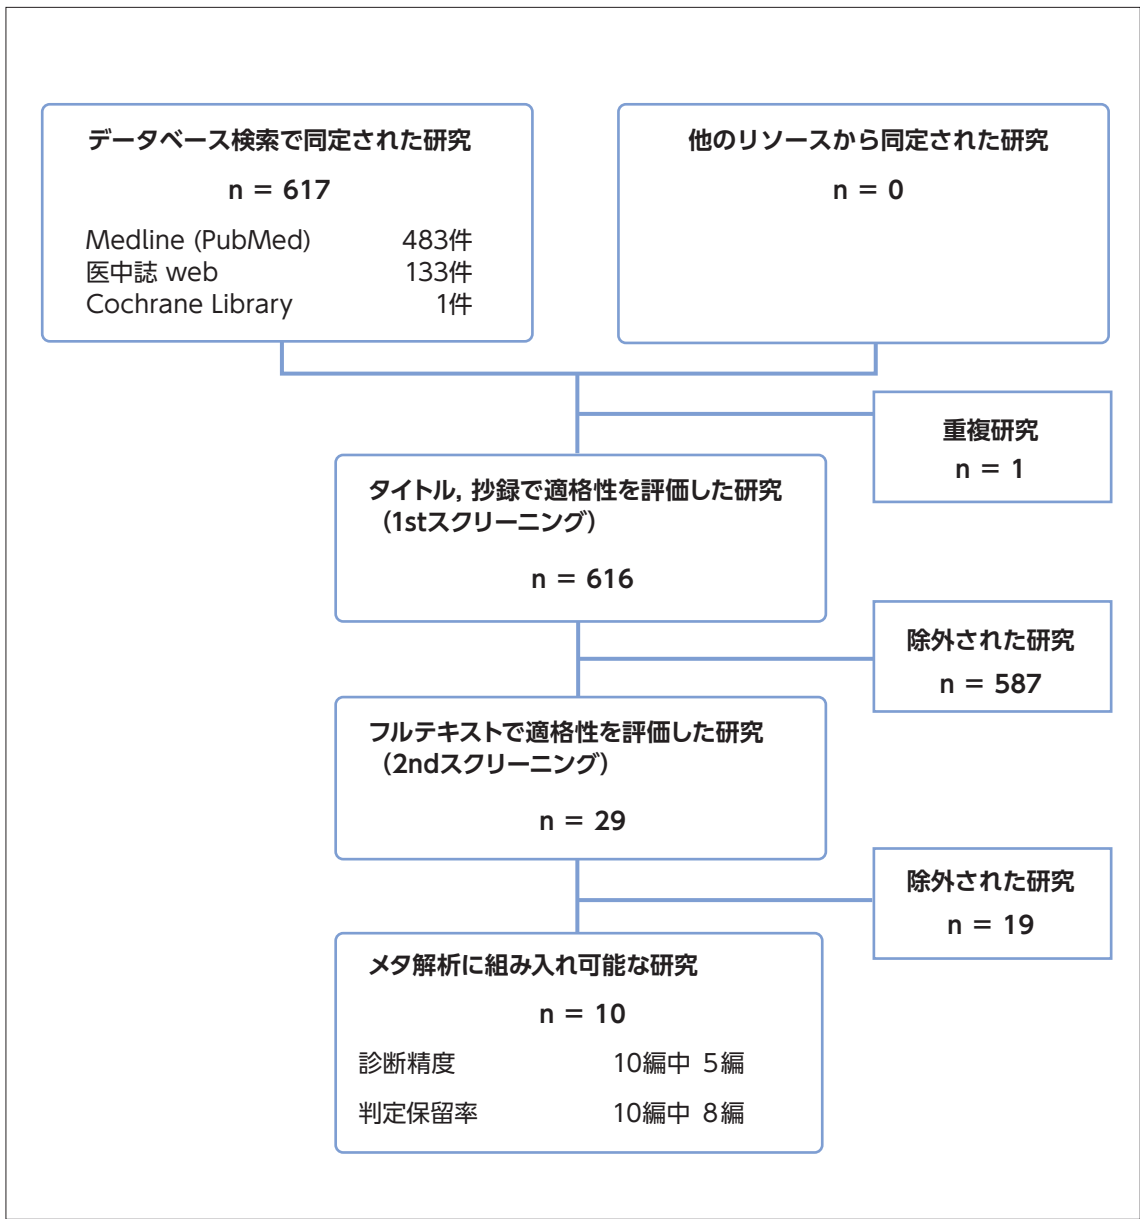 データベース検索で同定された研究
n = 617
Medline (PubMed) 483件
医中誌 web 133件
Cochrane Library 1件
他のリソースから同定された研究
n = 0
重複研究
n = 1
タイトル, 抄録で適格性を評価した研究
（1stスクリーニング）
n = 616
除外された研究
n = 587
フルテキストで適格性を評価した研究
（2ndスクリーニング）
n = 29
除外された研究
n = 19
メタ解析に組み入れ可能な研究
n = 10
診断精度 10編中 5編
判定保留率 10編中 8編